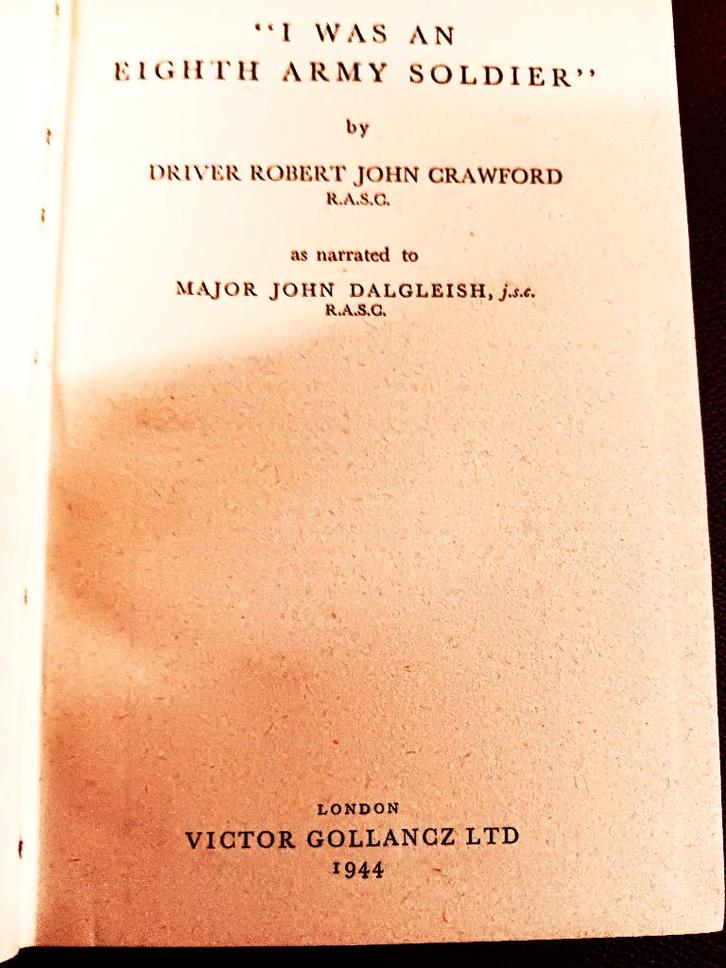 “I WAS AN
EIGHTH ARMY SOLDIER”
by
DRIVER ROBERT JOHN CRAWFORD
R.A.S.C.
as narrated to
MAJOR JOHN DALGLEISH, j.s.c.
R.A.S.C.
LONDON
VICTOR GOLLANCZ LTD
1944